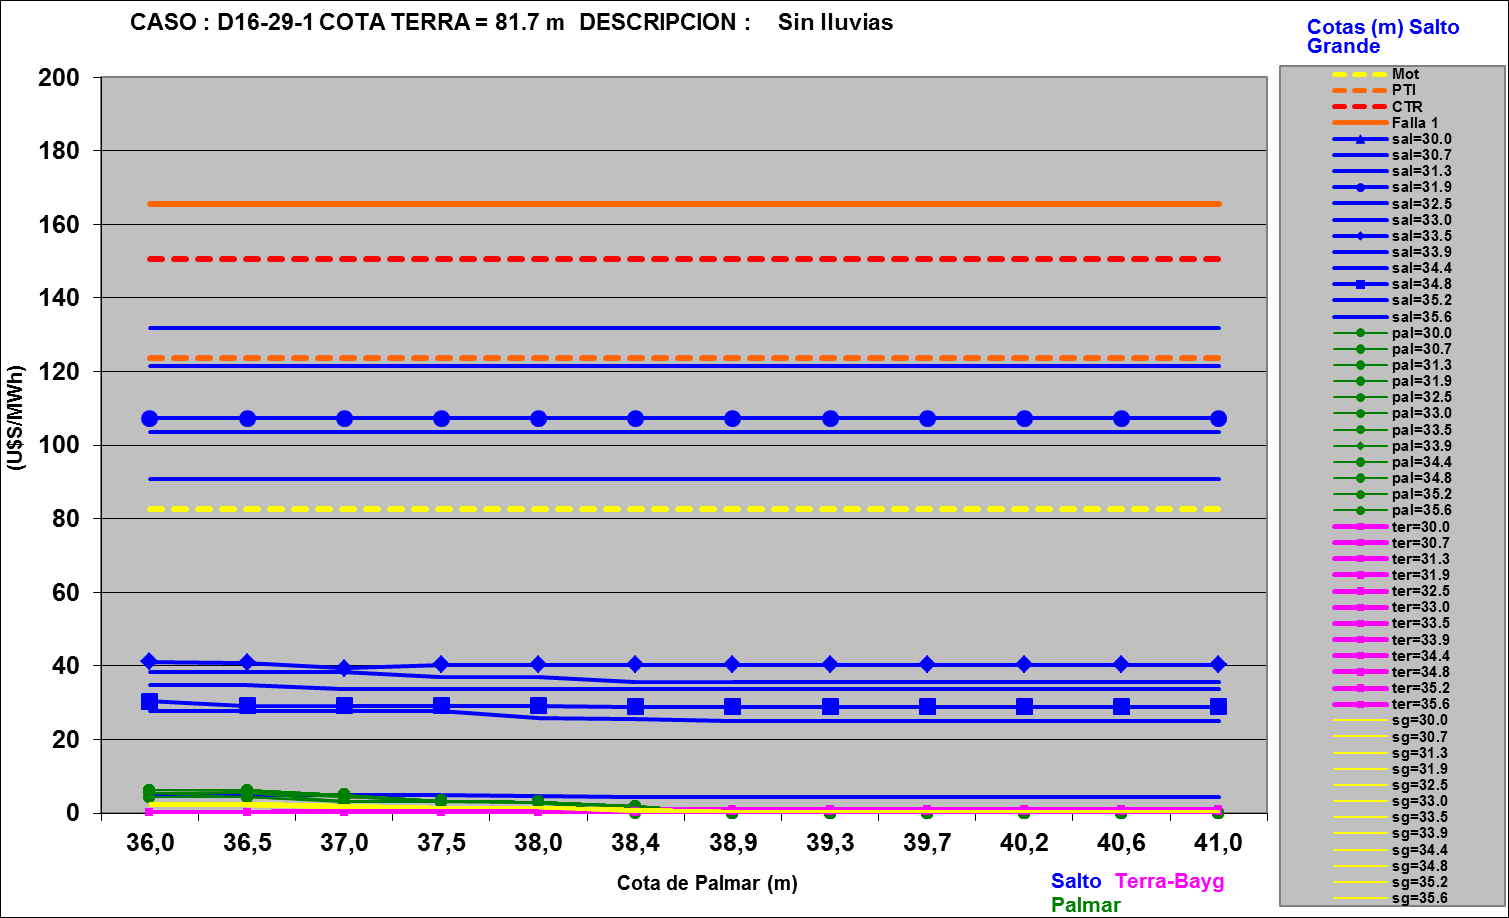 CASO : D16-29-1 COTA TERRA = 81.7 m DESCRIPCION : Sin lluvias
Cotas (m) Salto
Grande
200
180
160
140
120
100
80
60
40
20
0
(U$S/MWh)
36,0 36,5 37,0 37,5 38,0 38,4 38,9 39,3 39,7 40,2 40,6 41,0
Cota de Palmar (m)
Salto Terra-Bayg
Palmar
Mot
PTI
CTR
Falla 1
sal=30.0
sal=30.7
sal=31.3
sal=31.9
sal=32.5
sal=33.0
sal=33.5
sal=33.9
sal=34.4
sal=34.8
sal=35.2
sal=35.6
pal=30.0
pal=30.7
pal=31.3
pal=31.9
pal=32.5
pal=33.0
pal=33.5
pal=33.9
pal=34.4
pal=34.8
pal=35.2
pal=35.6
ter=30.0
ter=30.7
ter=31.3
ter=31.9
ter=32.5
ter=33.0
ter=33.5
ter=33.9
ter=34.4
ter=34.8
ter=35.2
ter=35.6
sg=30.0
sg=30.7
sg=31.3
sg=31.9
sg=32.5
sg=33.0
sg=33.5
sg=33.9
sg=34.4
sg=34.8
sg=35.2
sg=35.6